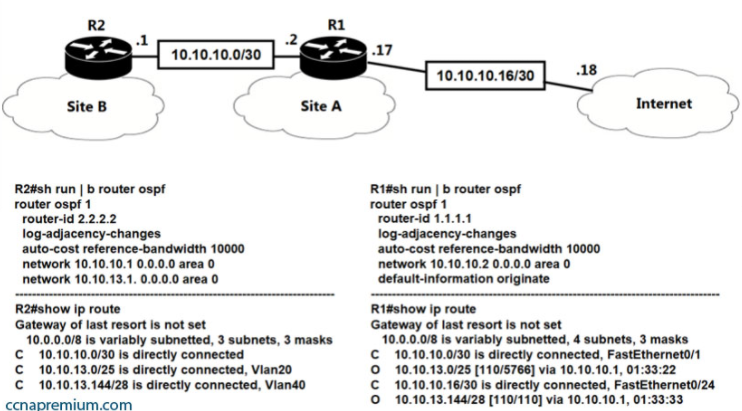 R2
R1
.1
10.10.10.0/30
.2
.17
10.10.10.16/30
.18
Site B
Site A
Internet
R2#sh run | b router ospf
router ospf 1
router-id 2.2.2.2
log-adjacency-changes
auto-cost reference-bandwidth 10000
network 10.10.10.1 0.0.0.0 area 0
network 10.10.13.1. 0.0.0.0 area 0
R2#show ip route
Gateway of last resort is not set
10.0.0.0/8 is variably subnetted, 3 subnets, 3 masks
C 10.10.10.0/30 is directly connected
C 10.10.13.0/25 is directly connected, Vlan20
C 10.10.13.144/28 is directly connected, Vlan40
R1#sh run | b router ospf
router ospf 1
router-id 1.1.1.1
log-adjacency-changes
auto-cost reference-bandwidth 10000
network 10.10.10.2 0.0.0.0 area 0
default-information originate
R1#show ip route
Gateway of last resort is not set
10.0.0.0/8 is variably subnetted, 4 subnets, 3 masks
C 10.10.10.0/30 is directly connected, FastEthernet0/1
O 10.10.13.0/25 [110/5766] via 10.10.10.1, 01:33:22
C 10.10.10.16/30 is directly connected, FastEthernet0/24
O 10.10.13.144/28 [110/110] via 10.10.10.1, 01:33:33
ccnapremium.com